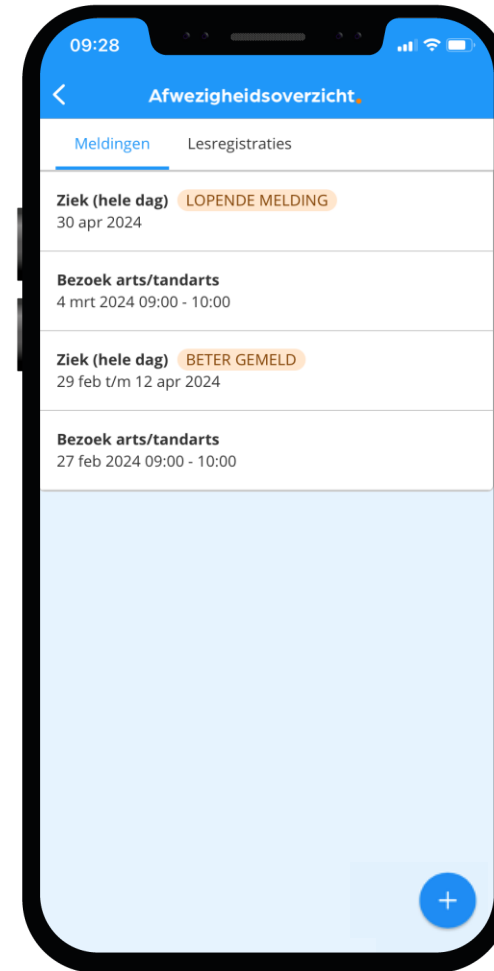 09:28
Afwezigheidsoverzicht.
Meldingen Lesregistraties
Ziek (hele dag) LOPENDE MELDING
30 apr 2024
Bezoek arts/tandarts
4 mrt 2024 09:00 - 10:00
Ziek (hele dag) BETER GEMELD
29 feb t/m 12 apr 2024
Bezoek arts/tandarts
27 feb 2024 09:00 - 10:00